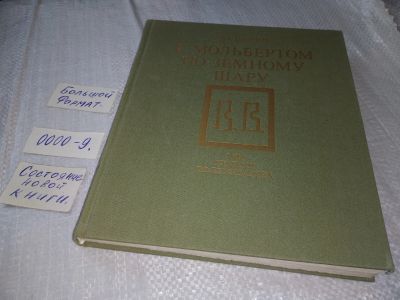 Большой
Формат
0000-9.
Состояние
новой
книги.
С МОЛЬБЕРТОМ
ПО ЗЕМНОМУ
ШАРУ
В.В.